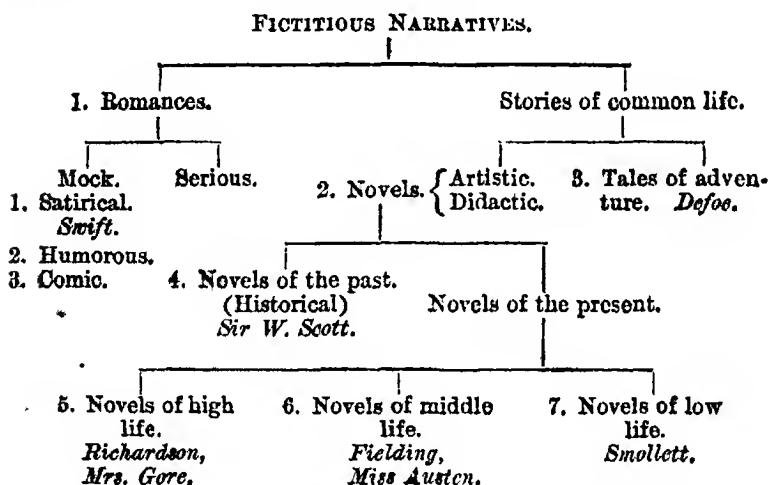 FICTITIOUS NARRATIVES.
1. Romances.
Stories of common life.
Mock.
Serious.
1. Satirical.
Swift.
2. Humorous.
3. Comic.
2. Novels. { Artistic.
Didactic.
3. Tales of adven-
ture. Defoe.
4. Novels of the past.
(Historical)
Sir W. Scott.
Novels of the present.
5. Novels of high
life.
Richardson,
Mrs. Gore.
6. Novels of middle
life.
Fielding,
Miss Austen.
7. Novels of low
life.
Smollett.